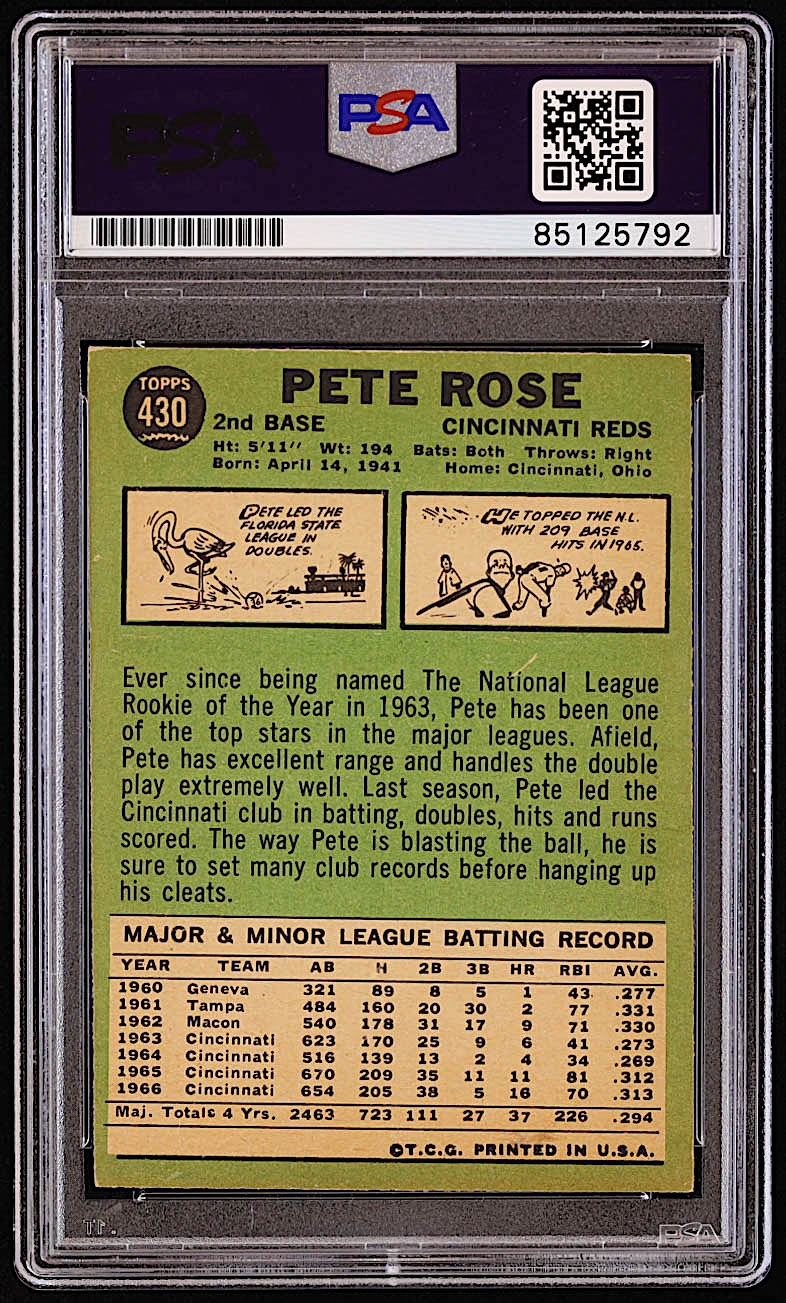 PSA
PSA
85125792
TOPPS
430
PETE ROSE
2nd BASE CINCINNATI REDS
Ht: 5'11" Wt: 194 Bats: Both Throws: Right
Born: April 14, 1941 Home: Cincinnati, Ohio
PETE LED THE
FLORIDA STATE
LEAGUE IN
DOUBLES.
HE TOPPED THE N.L.
WITH 209 BASE
HITS IN 1965.
Ever since being named The National League
Rookie of the Year in 1963, Pete has been one
of the top stars in the major leagues. Afield,
Pete has excellent range and handles the double
play extremely well. Last season, Pete led the
Cincinnati club in batting, doubles, hits and runs
scored. The way Pete is blasting the ball, he is
sure to set many club records before hanging up
his cleats.
MAJOR & MINOR LEAGUE BATTING RECORD
YEAR TEAM AB H 2B 3B HR RBI AVG.
1960 Geneva 321 89 8 5 1 43 .277
1961 Tampa 484 160 20 30 2 77 .331
1962 Macon 540 178 31 17 9 71 .330
1963 Cincinnati 623 170 25 9 6 41 .273
1964 Cincinnati 516 139 13 2 4 34 .269
1965 Cincinnati 670 209 35 11 11 81 .312
1966 Cincinnati 654 205 38 5 16 70 .313
Maj. Totals 4 Yrs. 2463 723 111 27 37 226 .294
©T.C.G. PRINTED IN U.S.A.
PSA